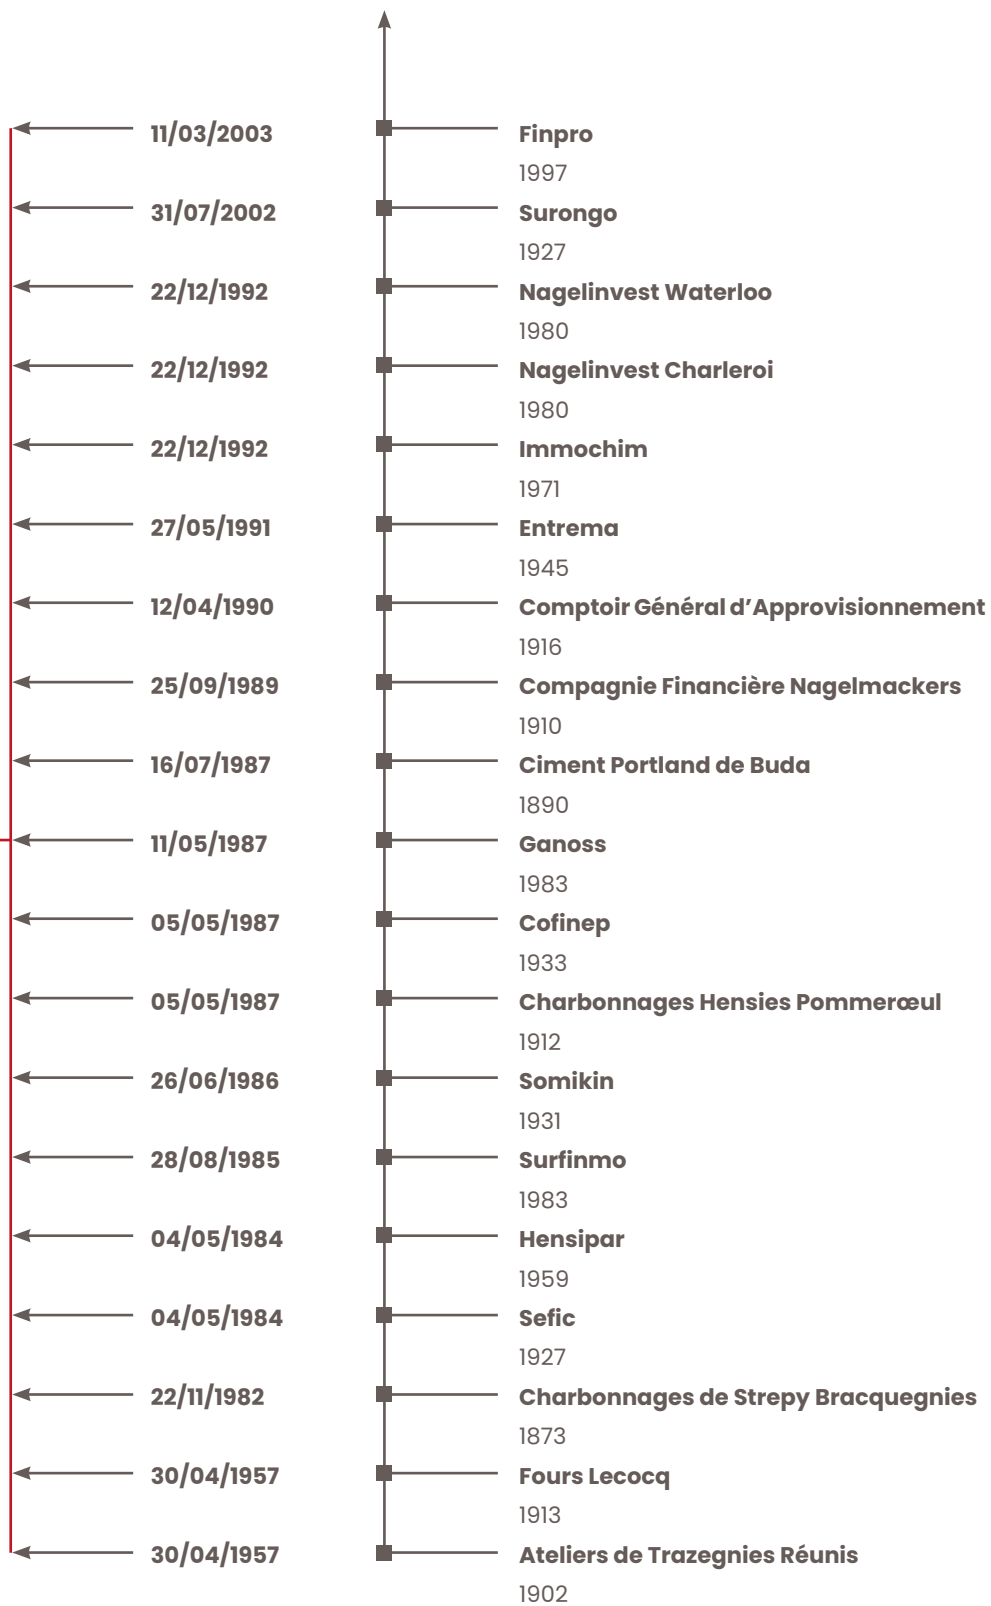 11/03/2003 Finpro
1997
31/07/2002 Surongo
1927
22/12/1992 Nagelinvest Waterloo
1980
22/12/1992 Nagelinvest Charleroi
1980
22/12/1992 Immochim
1971
27/05/1991 Entrema
1945
12/04/1990 Comptoir Général d’Approvisionnement
1916
25/09/1989 Compagnie Financière Nagelmackers
1910
16/07/1987 Ciment Portland de Buda
1890
11/05/1987 Ganoss
1983
05/05/1987 Cofinep
1933
05/05/1987 Charbonnages Hensies Pommerœul
1912
26/06/1986 Somikin
1931
28/08/1985 Surfinmo
1983
04/05/1984 Hensipar
1959
04/05/1984 Sefic
1927
22/11/1982 Charbonnages de Strepy Bracquegnies
1873
30/04/1957 Fours Lecocq
1913
30/04/1957 Ateliers de Trazegnies Réunis
1902